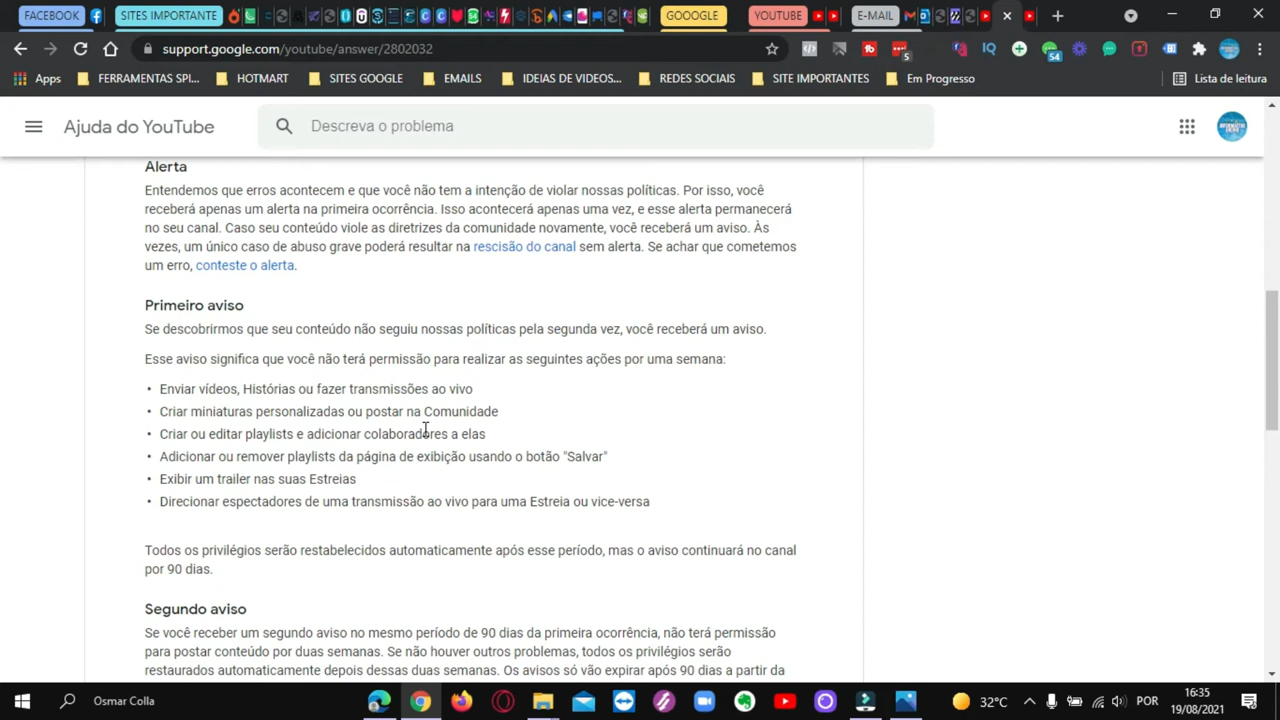 FACEBOOK SITES IMPORTANTE GOOOGLE YOUTUBE E-MAIL
support.google.com/youtube/answer/2802032
5 54
Apps FERRAMENTAS SPI... HOTMART SITES GOOGLE EMAILS IDEIAS DE VIDEOS... REDES SOCIAIS SITE IMPORTANTES Em Progresso Lista de leitura
Ajuda do YouTube Descreva o problema
Alerta
Entendemos que erros acontecem e que você não tem a intenção de violar nossas políticas. Por isso, você
receberá apenas um alerta na primeira ocorrência. Isso acontecerá apenas uma vez, e esse alerta permanecerá
no seu canal. Caso seu conteúdo viole as diretrizes da comunidade novamente, você receberá um aviso. Às
vezes, um único caso de abuso grave poderá resultar na rescisão do canal sem alerta. Se achar que cometemos
um erro, conteste o alerta.
Primeiro aviso
Se descobrirmos que seu conteúdo não seguiu nossas políticas pela segunda vez, você receberá um aviso.
Esse aviso significa que você não terá permissão para realizar as seguintes ações por uma semana:
• Enviar vídeos, Histórias ou fazer transmissões ao vivo
• Criar miniaturas personalizadas ou postar na Comunidade
• Criar ou editar playlists e adicionar colaboradores a elas
• Adicionar ou remover playlists da página de exibição usando o botão "Salvar"
• Exibir um trailer nas suas Estreias
• Direcionar espectadores de uma transmissão ao vivo para uma Estreia ou vice-versa
Todos os privilégios serão restabelecidos automaticamente após esse período, mas o aviso continuará no canal
por 90 dias.
Segundo aviso
Se você receber um segundo aviso no mesmo período de 90 dias da primeira ocorrência, não terá permissão
para postar conteúdo por duas semanas. Se não houver outros problemas, todos os privilégios serão
restaurados automaticamente depois dessas duas semanas. Os avisos só vão expirar após 90 dias a partir da
Osmar Colla 32°C POR 16:35
19/08/2021